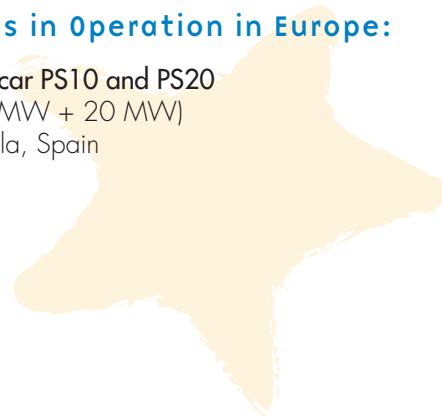 s in Operation in Europe:
car PS10 and PS20
MW + 20 MW)
la, Spain